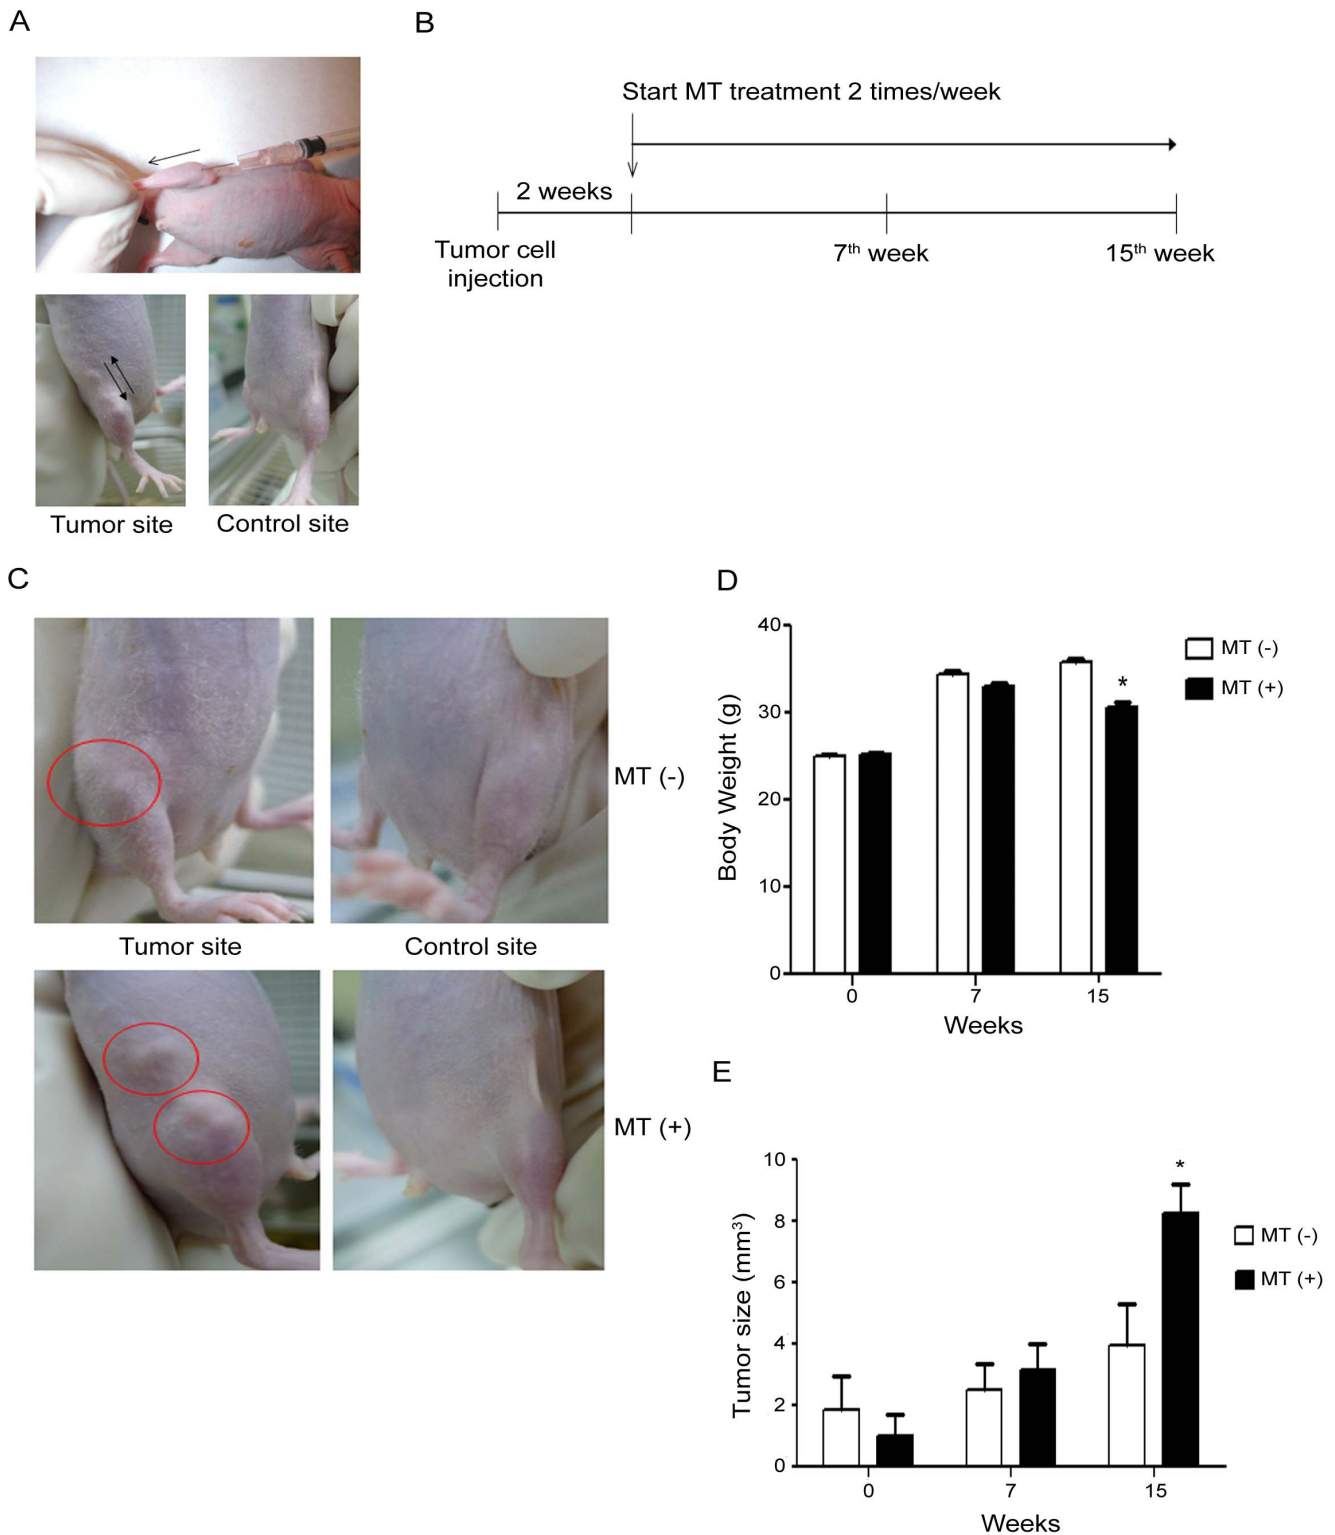 A
B
Start MT treatment 2 times/week
2 weeks
Tumor cell
injection
7th week
15th week
Tumor site
Control site
C
MT (-)
Tumor site
Control site
MT (+)
D
40
30
20
10
0
Body Weight (g)
*
0
7
15
Weeks
MT (-)
MT (+)
E
10
8
6
4
2
0
Tumor size (mm³)
*
0
7
15
Weeks
MT (-)
MT (+)